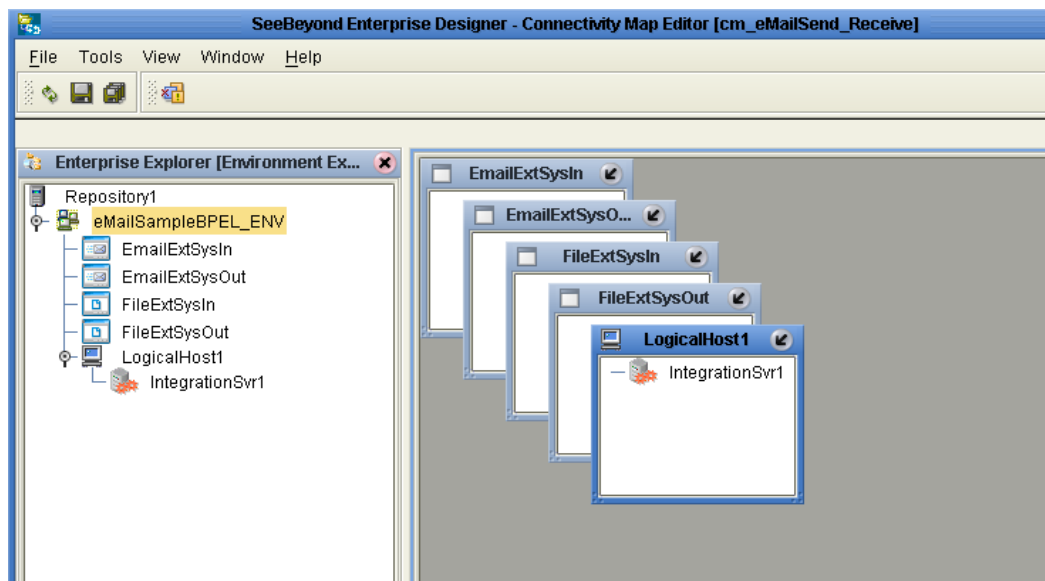 SeeBeyond Enterprise Designer - Connectivity Map Editor [cm_eMailSend_Receive]
File Tools View Window Help
Enterprise Explorer [Environment Ex...
Repository1
eMailSampleBPEL_ENV
EmailExtSysIn
EmailExtSysOut
FileExtSysIn
FileExtSysOut
LogicalHost1
IntegrationSvr1
EmailExtSysIn
EmailExtSysO...
FileExtSysIn
FileExtSysOut
LogicalHost1
IntegrationSvr1